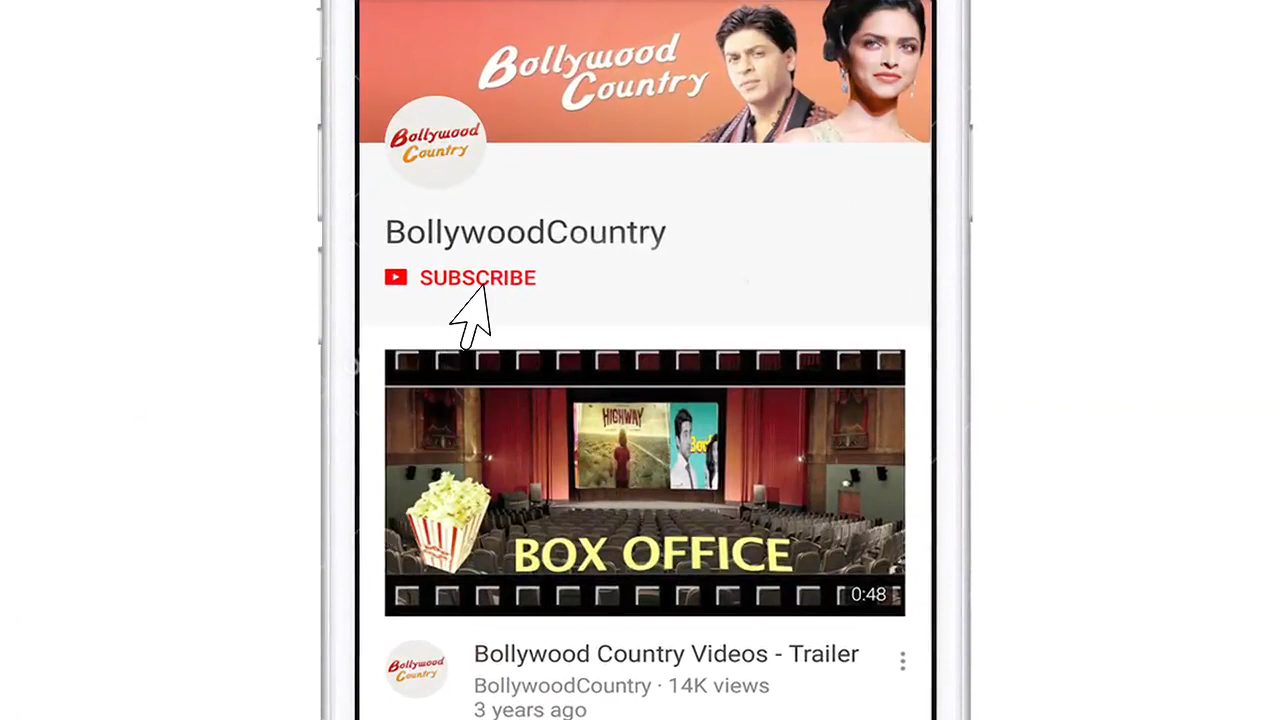 Bollywood
Country
Bollywood
Country
BollywoodCountry
SUBSCRIBE
HIGHWAY
BOX OFFICE
0:48
Bollywood Country Videos - Trailer
Bollywood
Country
BollywoodCountry · 14K views
3 years ago